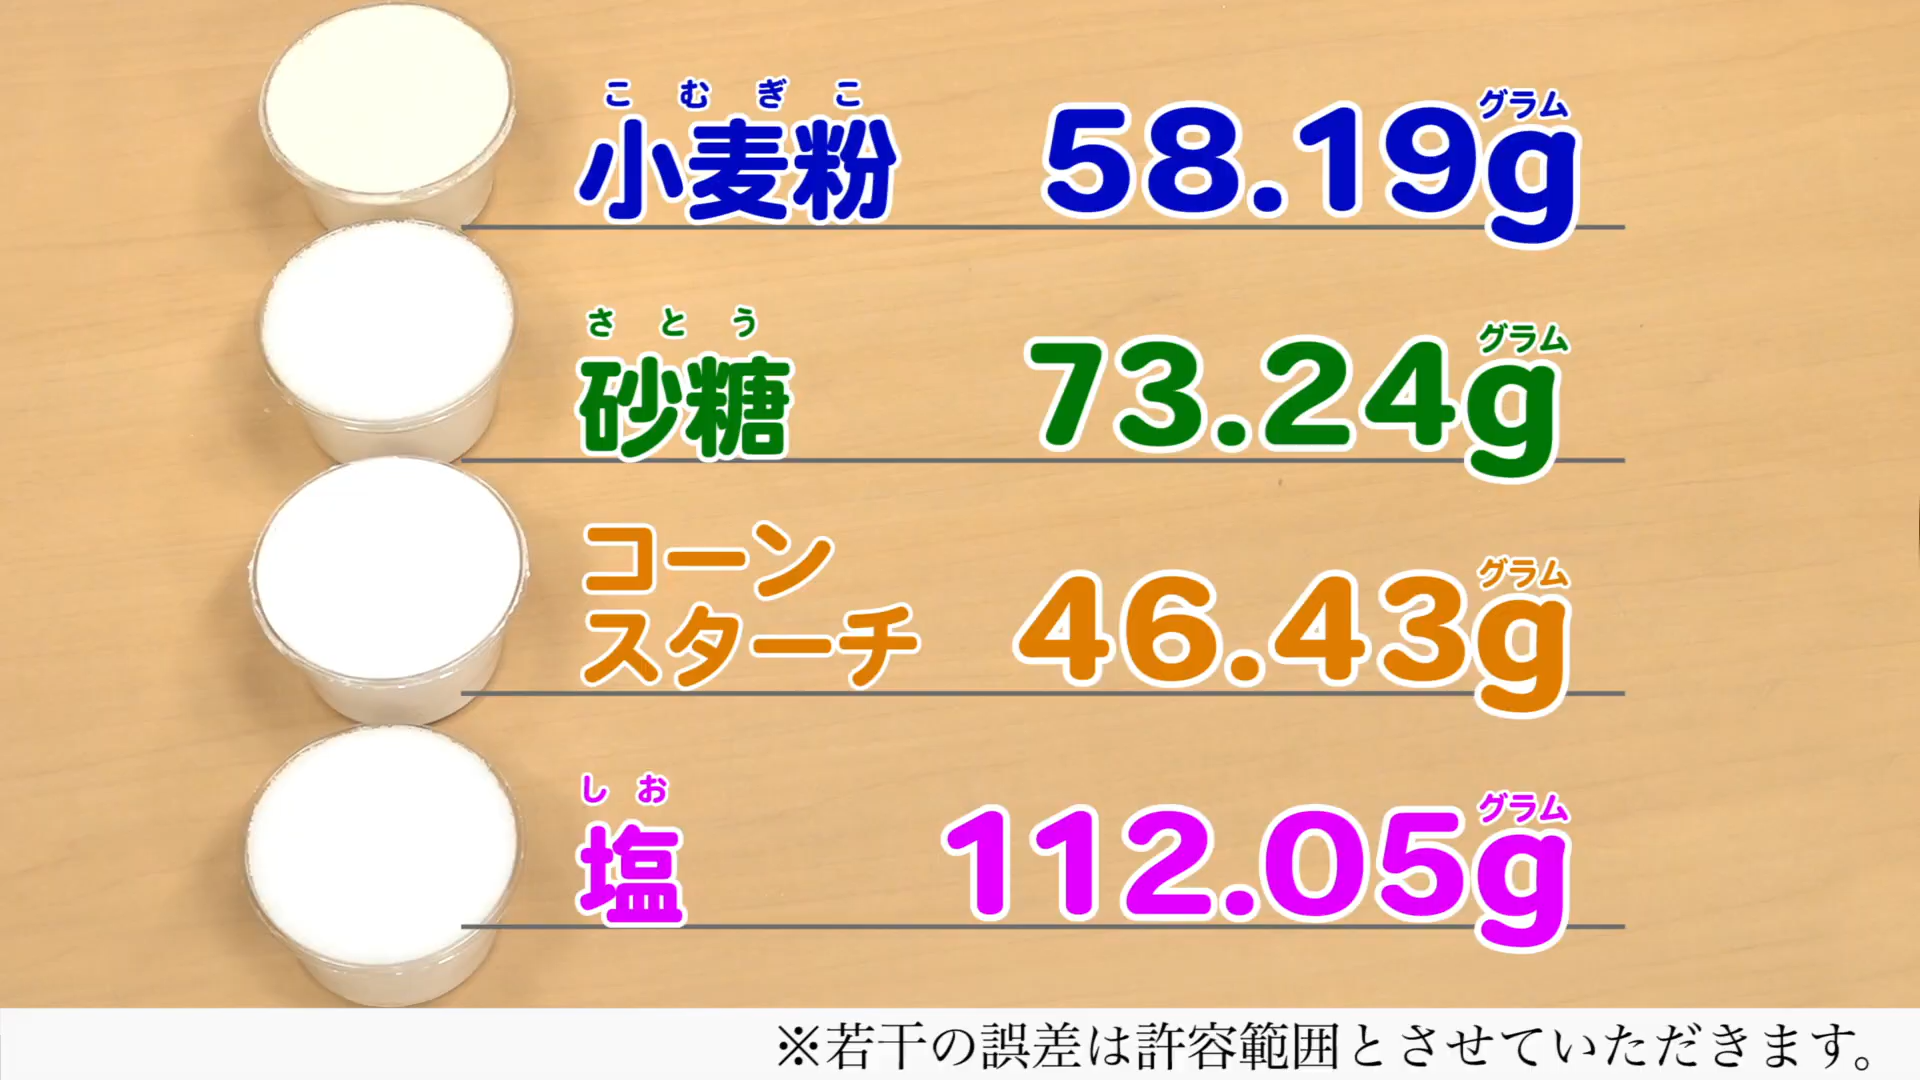 こむぎこ グラム
小麦粉 58.19g
さとう グラム
砂糖 73.24g
コーン
スターチ
グラム
46.43g
しお グラム
塩 112.05g
※若干の誤差は許容範囲とさせていただきます。